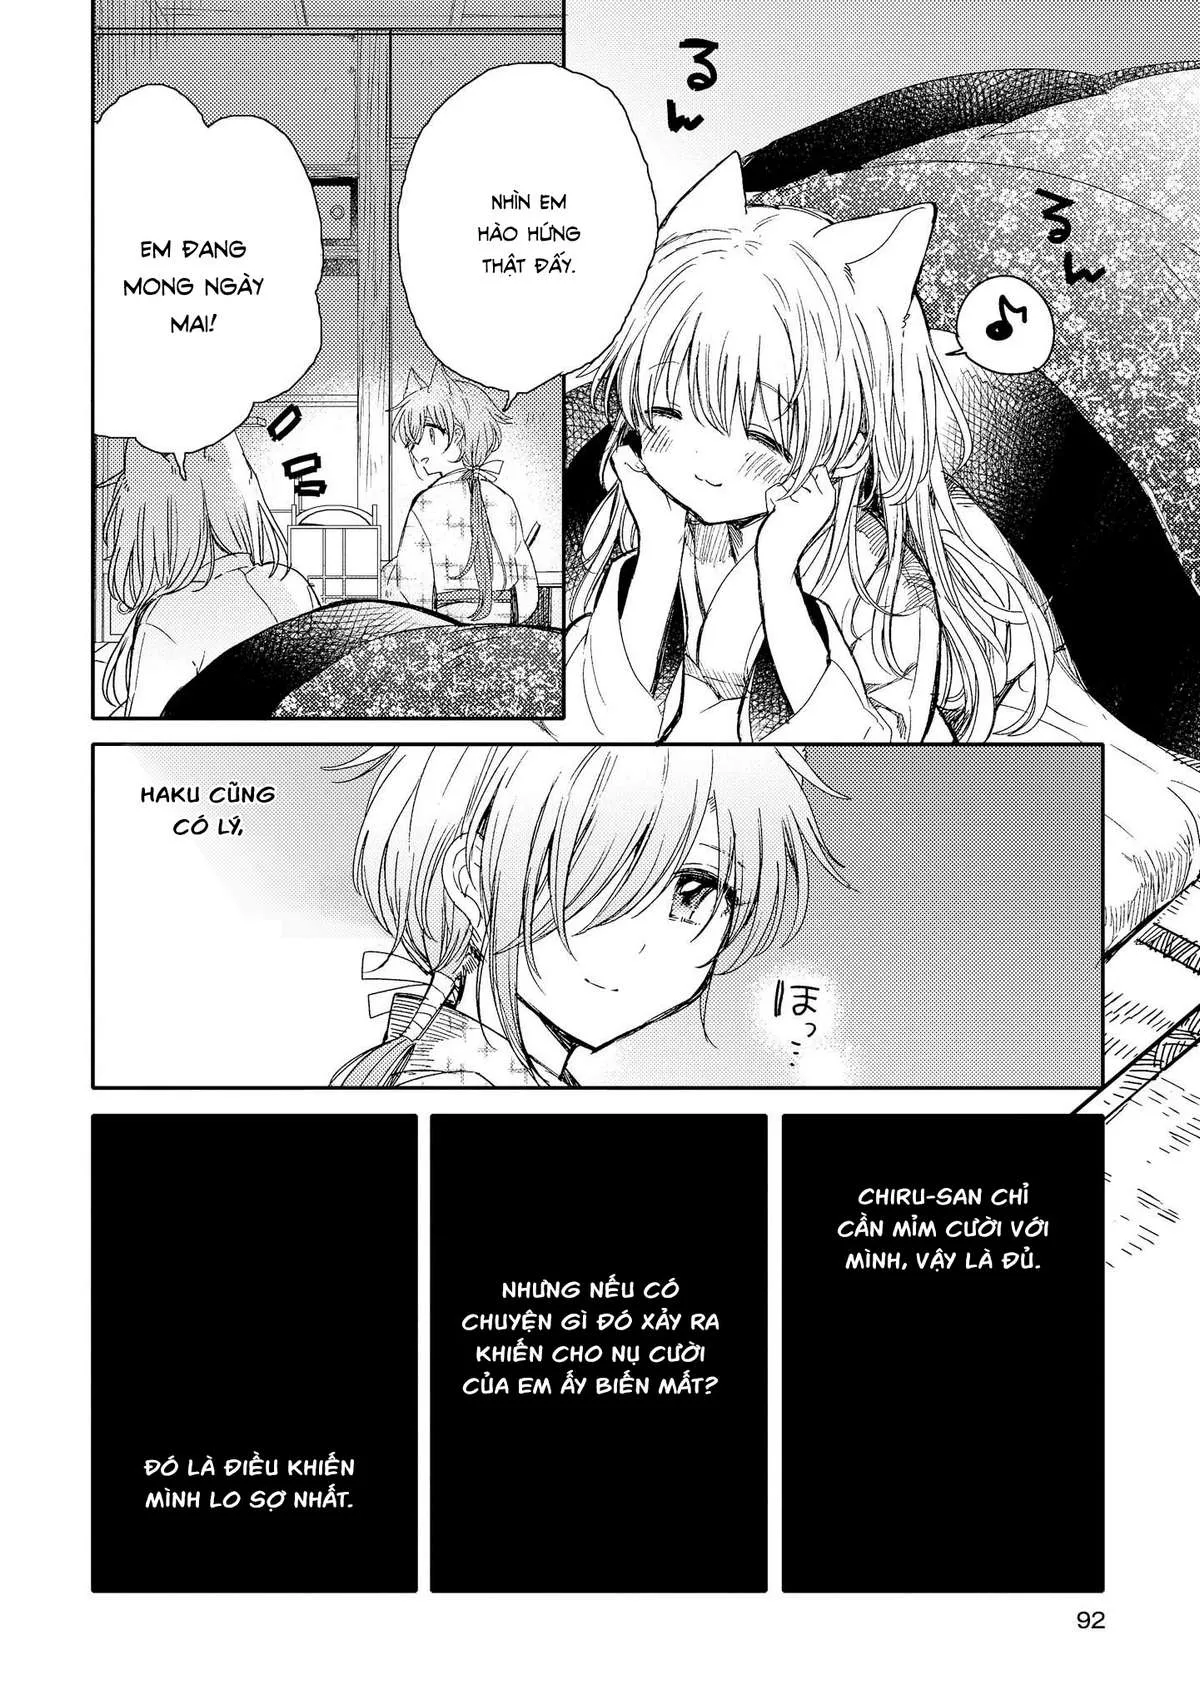 るん
るん
NHÌN EM
HÀO HỨNG
THẬT ĐẤY.
EM ĐANG
MONG NGÀY
MAI!
HAKU CŨNG
CÓ LÝ,
ほっ…
CHIRU-SAN CHỈ
CẦN MỈM CƯỜI VỚI
MÌNH, VẬY LÀ ĐỦ.
NHƯNG NẾU CÓ
CHUYỆN GÌ ĐÓ XẢY RA
KHIẾN CHO NỤ CƯỜI
CỦA EM ẤY BIẾN MẤT?
ĐÓ LÀ ĐIỀU KHIẾN
MÌNH LO SỢ NHẤT.
92